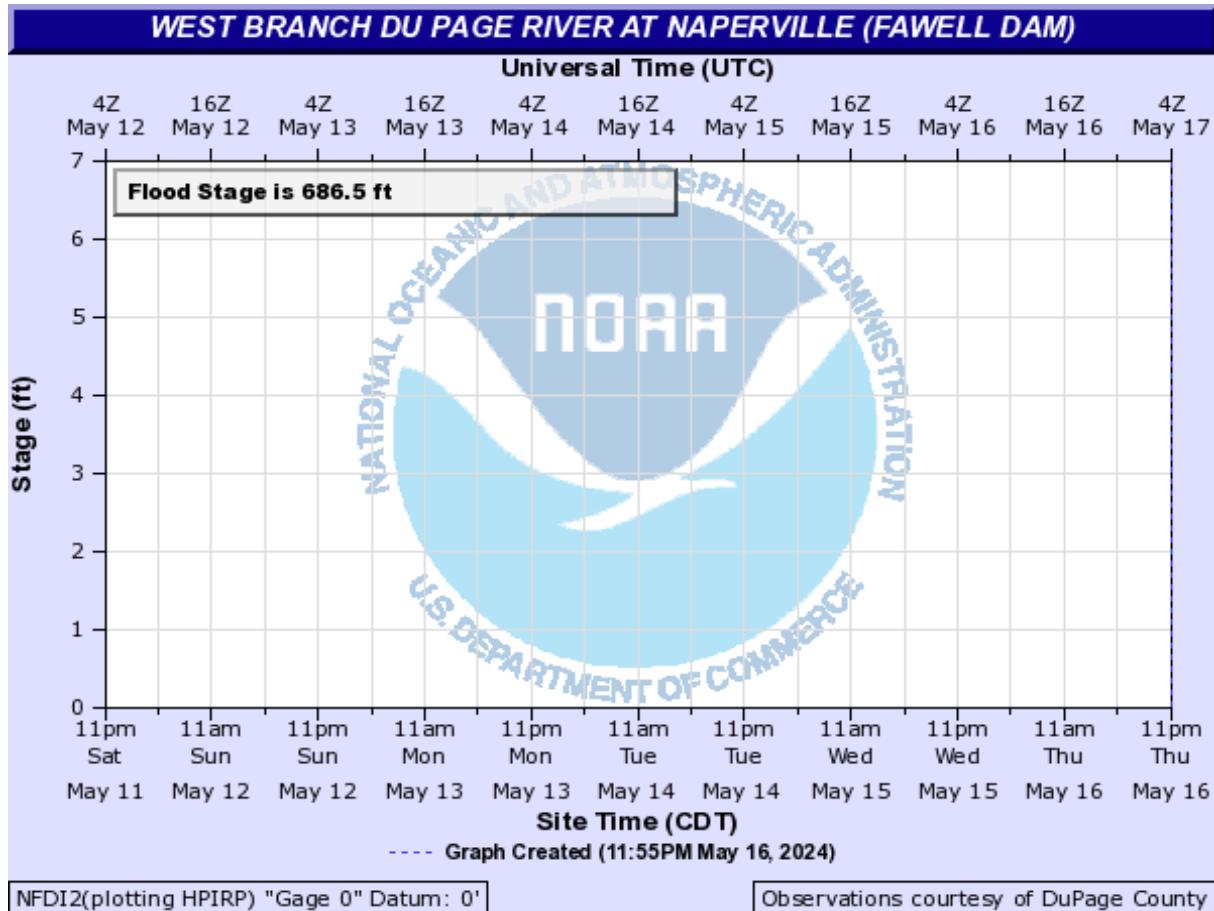 WEST BRANCH DU PAGE RIVER AT NAPERVILLE (FAWELL DAM)
Universal Time (UTC)
4Z 16Z 4Z 16Z 4Z 16Z 4Z 16Z 4Z 16Z 4Z
May 12 May 12 May 13 May 13 May 14 May 14 May 15 May 15 May 16 May 16 May 17
Flood Stage is 686.5 ft
NATIONAL OCEANIC AND ATMOSPHERIC ADMINISTRATION
NOAA
U.S. DEPARTMENT OF COMMERCE
Stage (ft)
7
6
5
4
3
2
1
0
11pm 11am 11pm 11am 11pm 11am 11pm 11am 11pm 11am 11pm
Sat Sun Sun Mon Mon Tue Tue Wed Wed Thu Thu
May 11 May 12 May 12 May 13 May 13 May 14 May 14 May 15 May 15 May 16 May 16
Site Time (CDT)
---- Graph Created (11:55PM May 16, 2024)
NFDI2(plotting HPIRP) "Gage 0" Datum: 0'
Observations courtesy of DuPage County